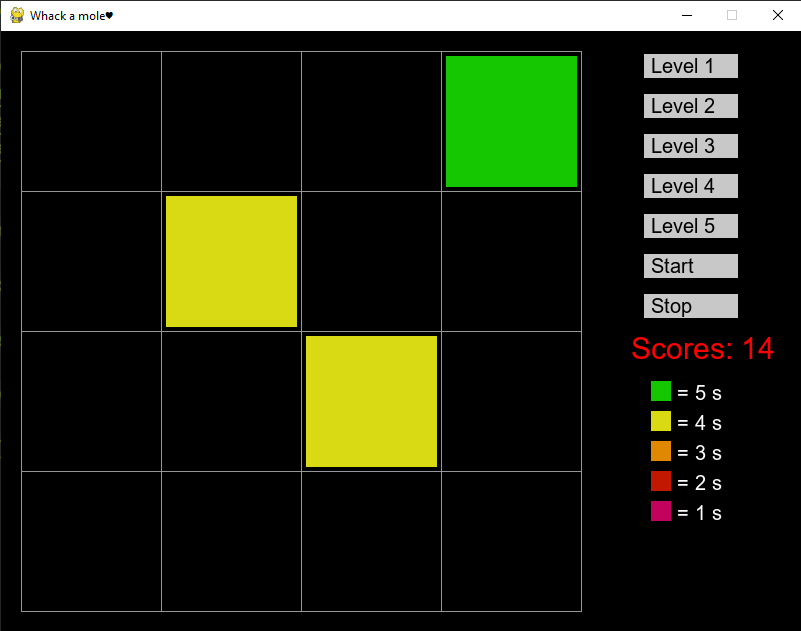 Whack a mole♥
Level 1
Level 2
Level 3
Level 4
Level 5
Start
Stop
Scores: 14
= 5 s
= 4 s
= 3 s
= 2 s
= 1 s